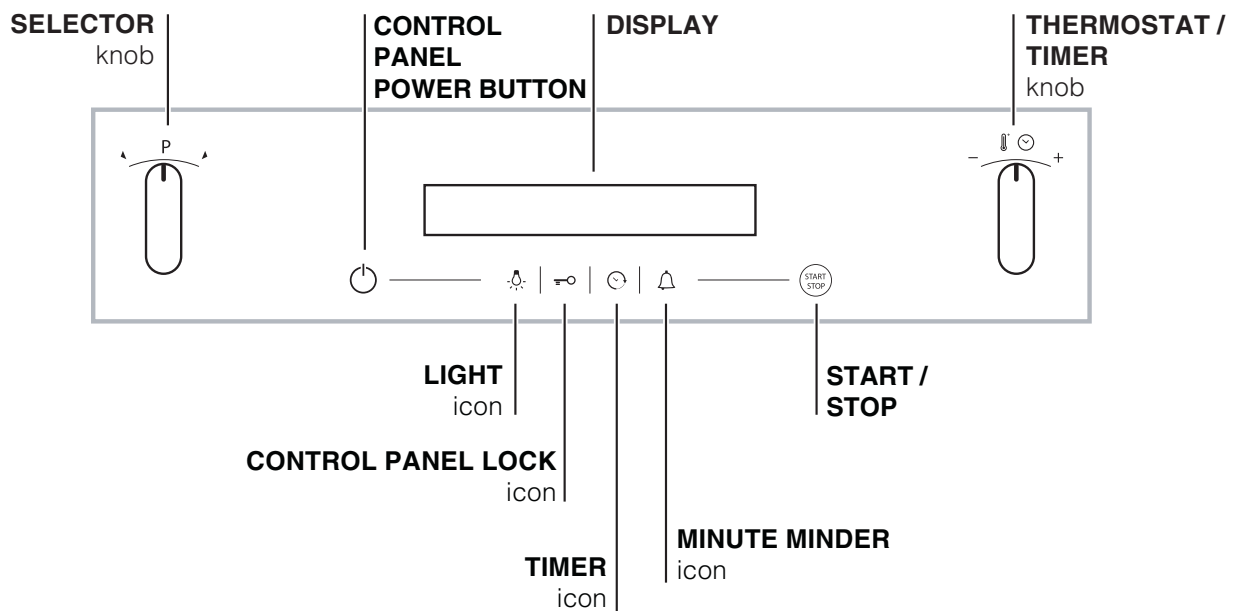 SELECTOR
knob
CONTROL
PANEL
POWER BUTTON
DISPLAY
THERMOSTAT /
TIMER
knob
P
- +
START
STOP
LIGHT
icon
START /
STOP
CONTROL PANEL LOCK
icon
MINUTE MINDER
icon
TIMER
icon